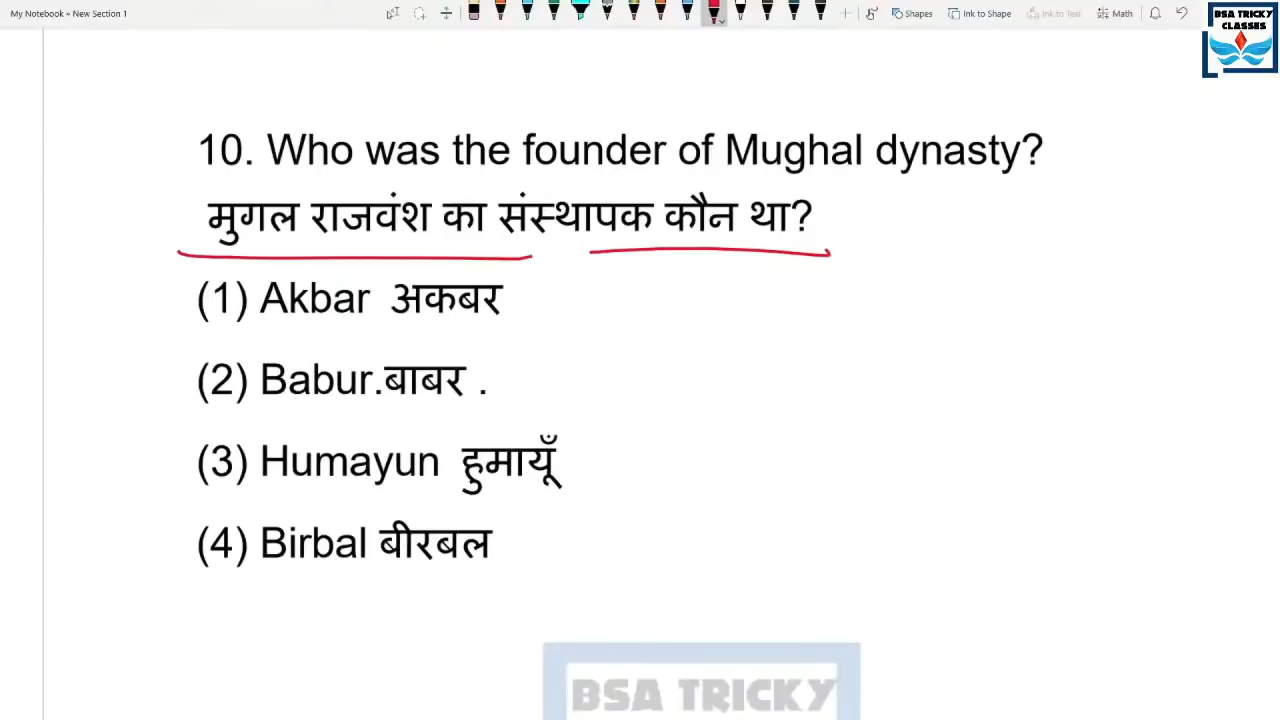 My Notebook » New Section 1
Shapes
Ink to Shape
Ink to Text
Math
BSA TRICKY
CLASSES
10. Who was the founder of Mughal dynasty?
मुगल राजवंश का संस्थापक कौन था?
(1) Akbar अकबर
(2) Babur.बाबर .
(3) Humayun हुमायूँ
(4) Birbal बीरबल
BSA TRICKY